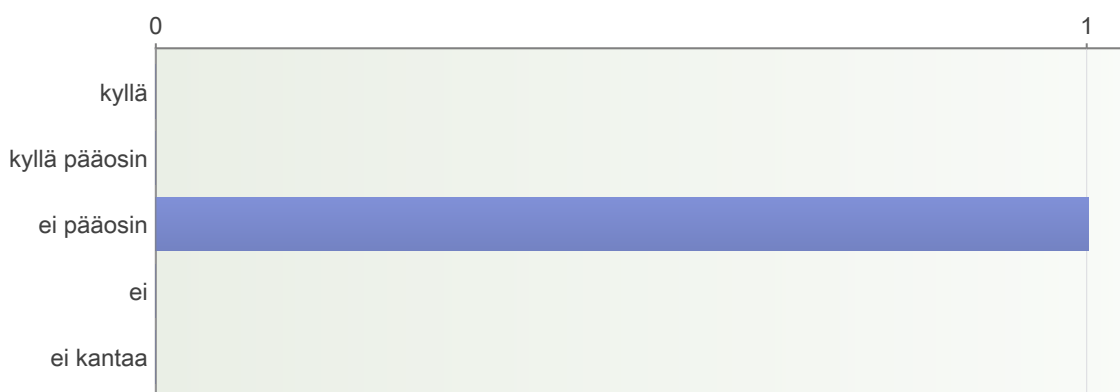 0 1
kyllä
kyllä pääosin
ei pääosin
ei
ei kantaa